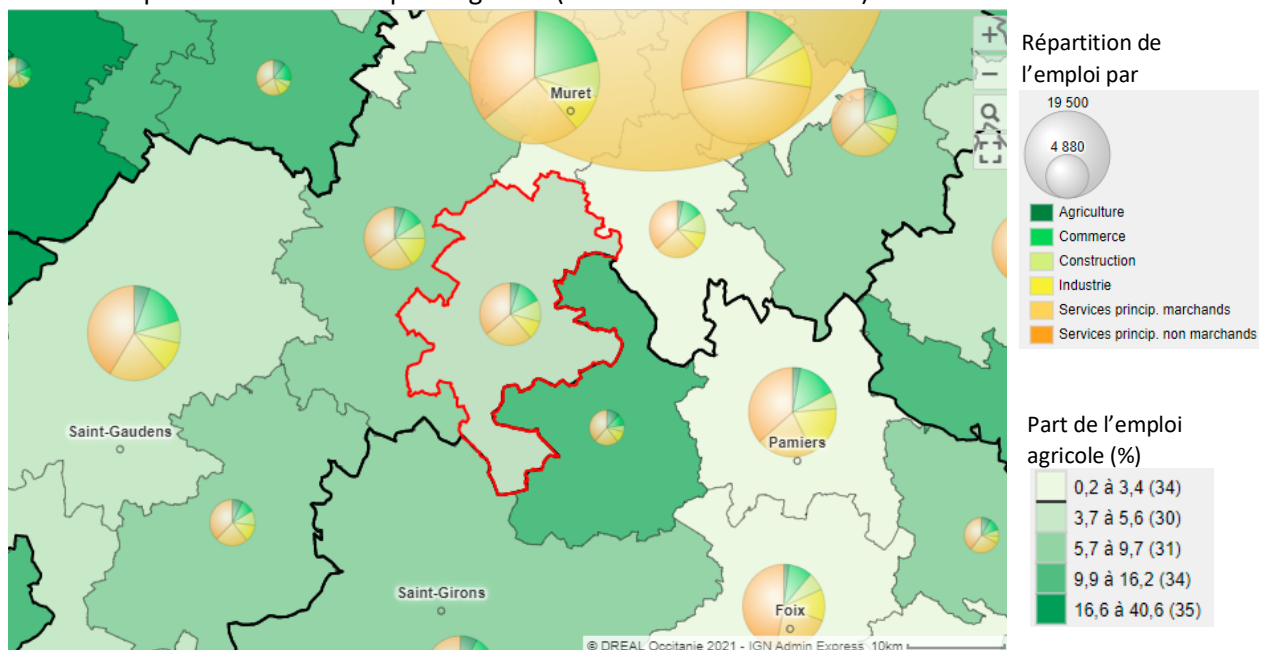 Muret
Saint-Gaudens
Pamiers
Saint-Girons
Foix
© DREAL Occitanie 2021 - IGN Admin Express 10km
+
−
Répartition de
l'emploi par
19 500
4 880
Agriculture
Commerce
Construction
Industrie
Services princip. marchands
Services princip. non marchands
Part de l'emploi
agricole (%)
0,2 à 3,4 (34)
3,7 à 5,6 (30)
5,7 à 9,7 (31)
9,9 à 16,2 (34)
16,6 à 40,6 (35)